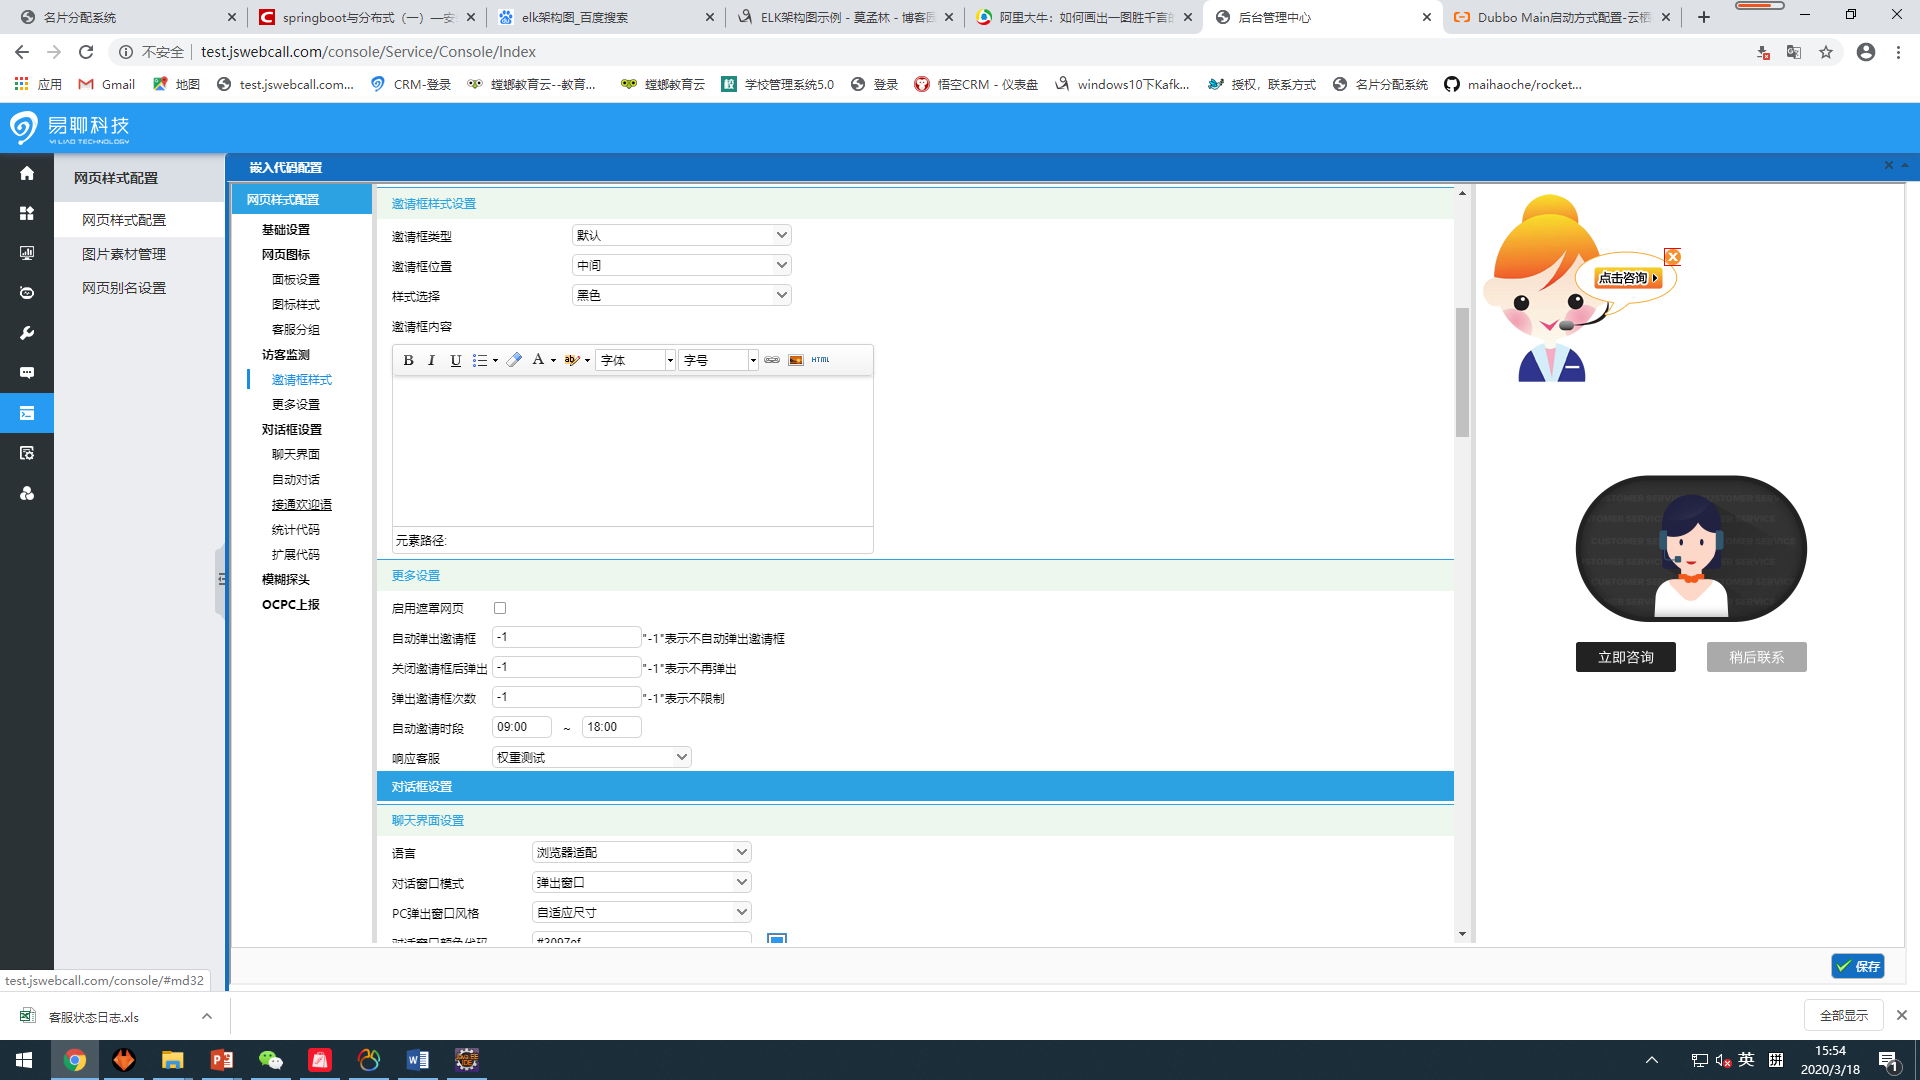 名片分配系统
springboot与分布式（一）—安
elk架构图_百度搜索
ELK架构图示例 - 莫孟林 - 博客园
阿里大牛：如何画出一图胜千言的
后台管理中心
Dubbo Main启动方式配置-云栖
不安全
test.jswebcall.com/console/Service/Console/Index
应用
Gmail
地图
test.jswebcall.com...
CRM-登录
螳螂教育云--教育...
螳螂教育云
学校管理系统5.0
登录
悟空CRM - 仪表盘
windows10下Kafk...
授权，联系方式
名片分配系统
maihaoche/rocket...
易聊科技
YI LIAO TECHNOLOGY
网页样式配置
网页样式配置
图片素材管理
网页别名设置
嵌入代码配置
网页样式配置
基础设置
网页图标
面板设置
图标样式
客服分组
访客监测
邀请框样式
更多设置
对话框设置
聊天界面
自动对话
接通欢迎语
统计代码
扩展代码
模糊探头
OCPC上报
邀请框样式设置
邀请框类型
默认
邀请框位置
中间
样式选择
黑色
邀请框内容
B I U A ab 字体 字号 HTML
元素路径:
更多设置
启用遮罩网页
自动弹出邀请框 -1 "-1"表示不自动弹出邀请框
关闭邀请框后弹出 -1 "-1"表示不再弹出
弹出邀请框次数 -1 "-1"表示不限制
自动邀请时段 09:00 ~ 18:00
响应客服 权重测试
对话框设置
聊天界面设置
语言 浏览器适配
对话窗口模式 弹出窗口
PC弹出窗口风格 自适应尺寸
对话窗口颜色代码 #3097ef
点击咨询
CUSTOMER SERVICE
立即咨询
稍后联系
保存
test.jswebcall.com/console/#md32
客服状态日志.xls
全部显示
英
拼
15:54
2020/3/18
1